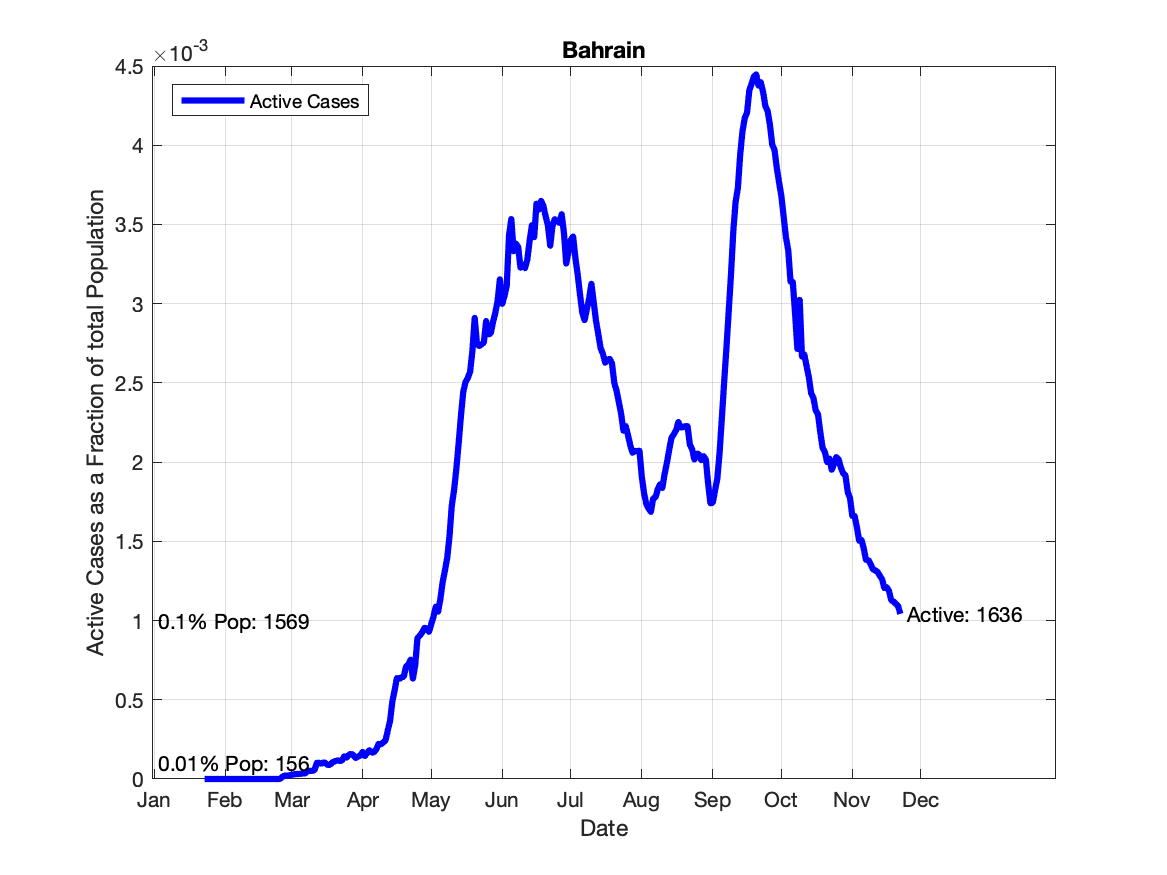 Bahrain
×10-3
4.5
4
3.5
3
2.5
2
1.5
1
0.5
0
Active Cases as a Fraction of total Population
Active Cases
0.1% Pop: 1569
0.01% Pop: 156
Active: 1636
Jan Feb Mar Apr May Jun Jul Aug Sep Oct Nov Dec
Date